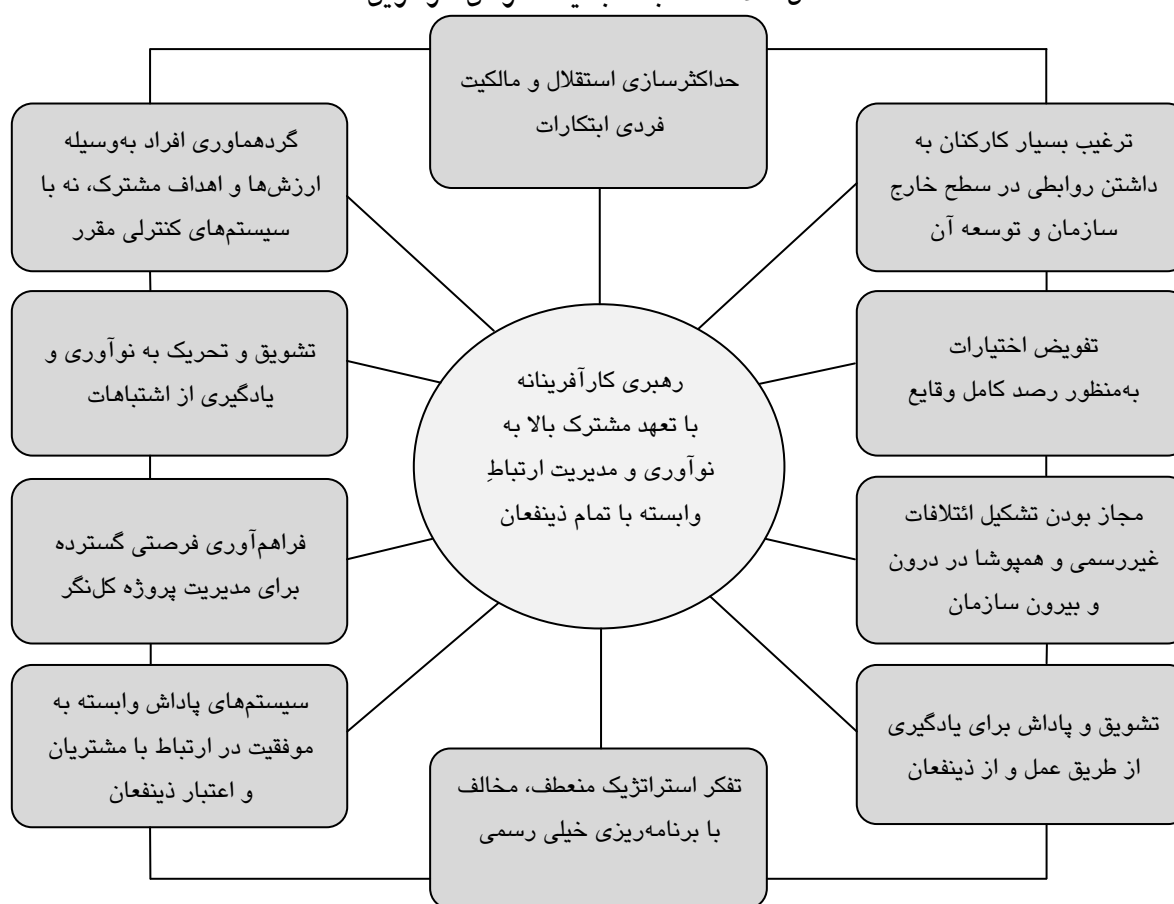 حداکثرسازی استقلال و مالکیت
فردی ابتکارات
ترغیب بسیار کارکنان به
داشتن روابطی در سطح خارج
سازمان و توسعه آن
گردهماوری افراد به‌وسیله
ارزش‌ها و اهداف مشترک، نه با
سیستم‌های کنترلی مقرر
تفویض اختیارات
به‌منظور رصد کامل وقایع
تشویق و تحریک به نوآوری و
یادگیری از اشتباهات
رهبری کارآفرینانه
با تعهد مشترک بالا به
نوآوری و مدیریت ارتباطِ
وابسته با تمام ذینفعان
مجاز بودن تشکیل ائتلافات
غیررسمی و همپوشا در درون
و بیرون سازمان
فراهم‌آوری فرصتی گسترده
برای مدیریت پروژه کل‌نگر
تشویق و پاداش برای یادگیری
از طریق عمل و از ذینفعان
سیستم‌های پاداش وابسته به
موفقیت در ارتباط با مشتریان
و اعتبار ذینفعان
تفکر استراتژیک منعطف، مخالف
با برنامه‌ریزی خیلی رسمی